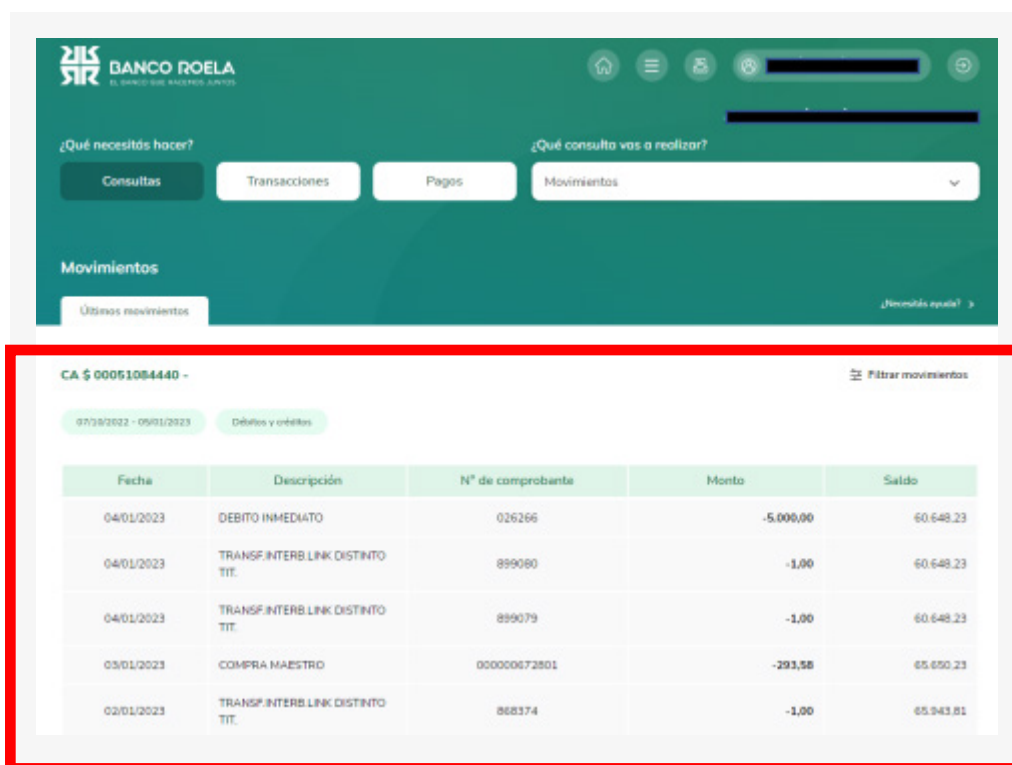 BANCO ROELA
EL BANCO QUE HACEMOS JUNTOS
¿Qué necesitás hacer?
¿Qué consulta vas a realizar?
Consultas Transacciones Pagos Movimientos
Movimientos
Últimos movimientos
¿Necesitás ayuda? >
CA $ 00051084440 -
Filtrar movimientos
07/10/2022 - 05/01/2023 Débitos y créditos
Fecha Descripción N° de comprobante Monto Saldo
04/01/2023 DEBITO INMEDIATO 026266 -5.000,00 60.648,23
04/01/2023 TRANSF.INTERB.LINK DISTINTO 899080 -1,00 60.648,23
TIT.
04/01/2023 TRANSF.INTERB.LINK DISTINTO 899079 -1,00 60.648,23
TIT.
03/01/2023 COMPRA MAESTRO 000000672801 -293,58 65.650,23
02/01/2023 TRANSF.INTERB.LINK DISTINTO 868374 -1,00 65.943,81
TIT.